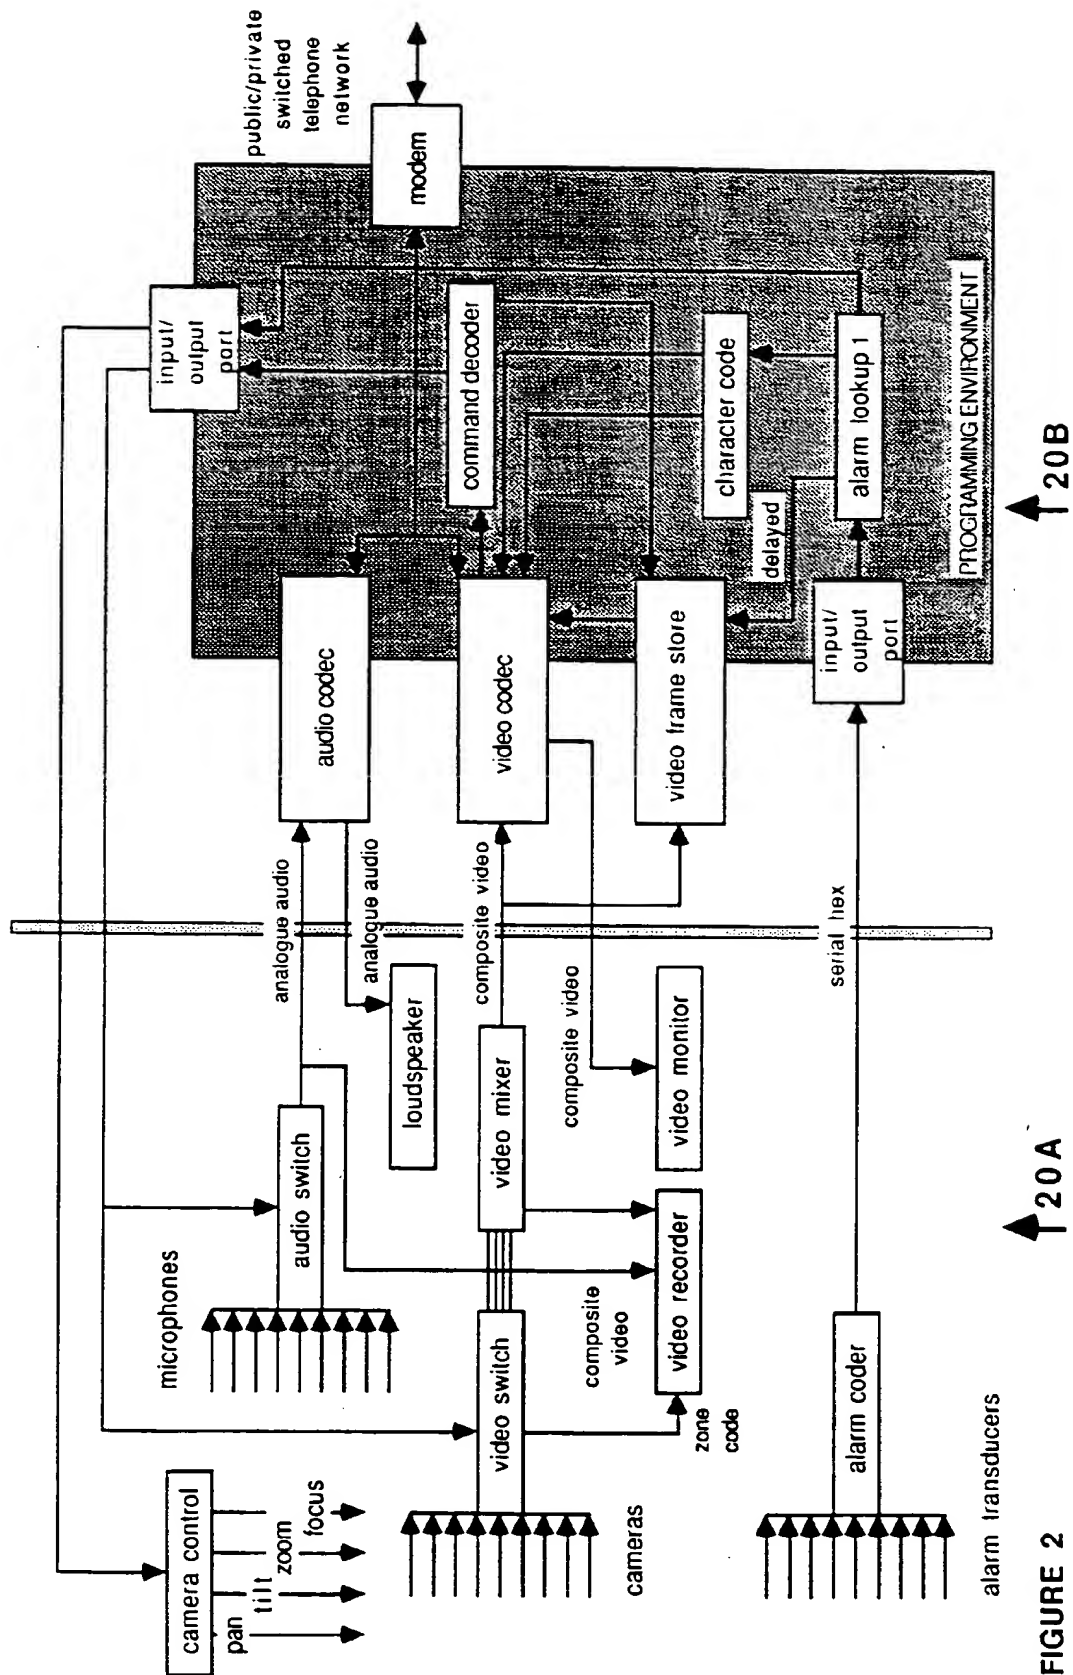 public/private
switched
telephone
network
modem
input/
output
port
command decoder
character code
alarm lookup 1
delayed
PROGRAMMING ENVIRONMENT
20B
audio codec
video codec
video frame store
input/
output
port
analogue audio
analogue audio
composite video
composite video
serial hex
loudspeaker
video mixer
video monitor
audio switch
video recorder
20A
microphones
video switch
composite
video
zone
code
alarm coder
camera control
pan
tilt
zoom
focus
cameras
alarm transducers
FIGURE 2